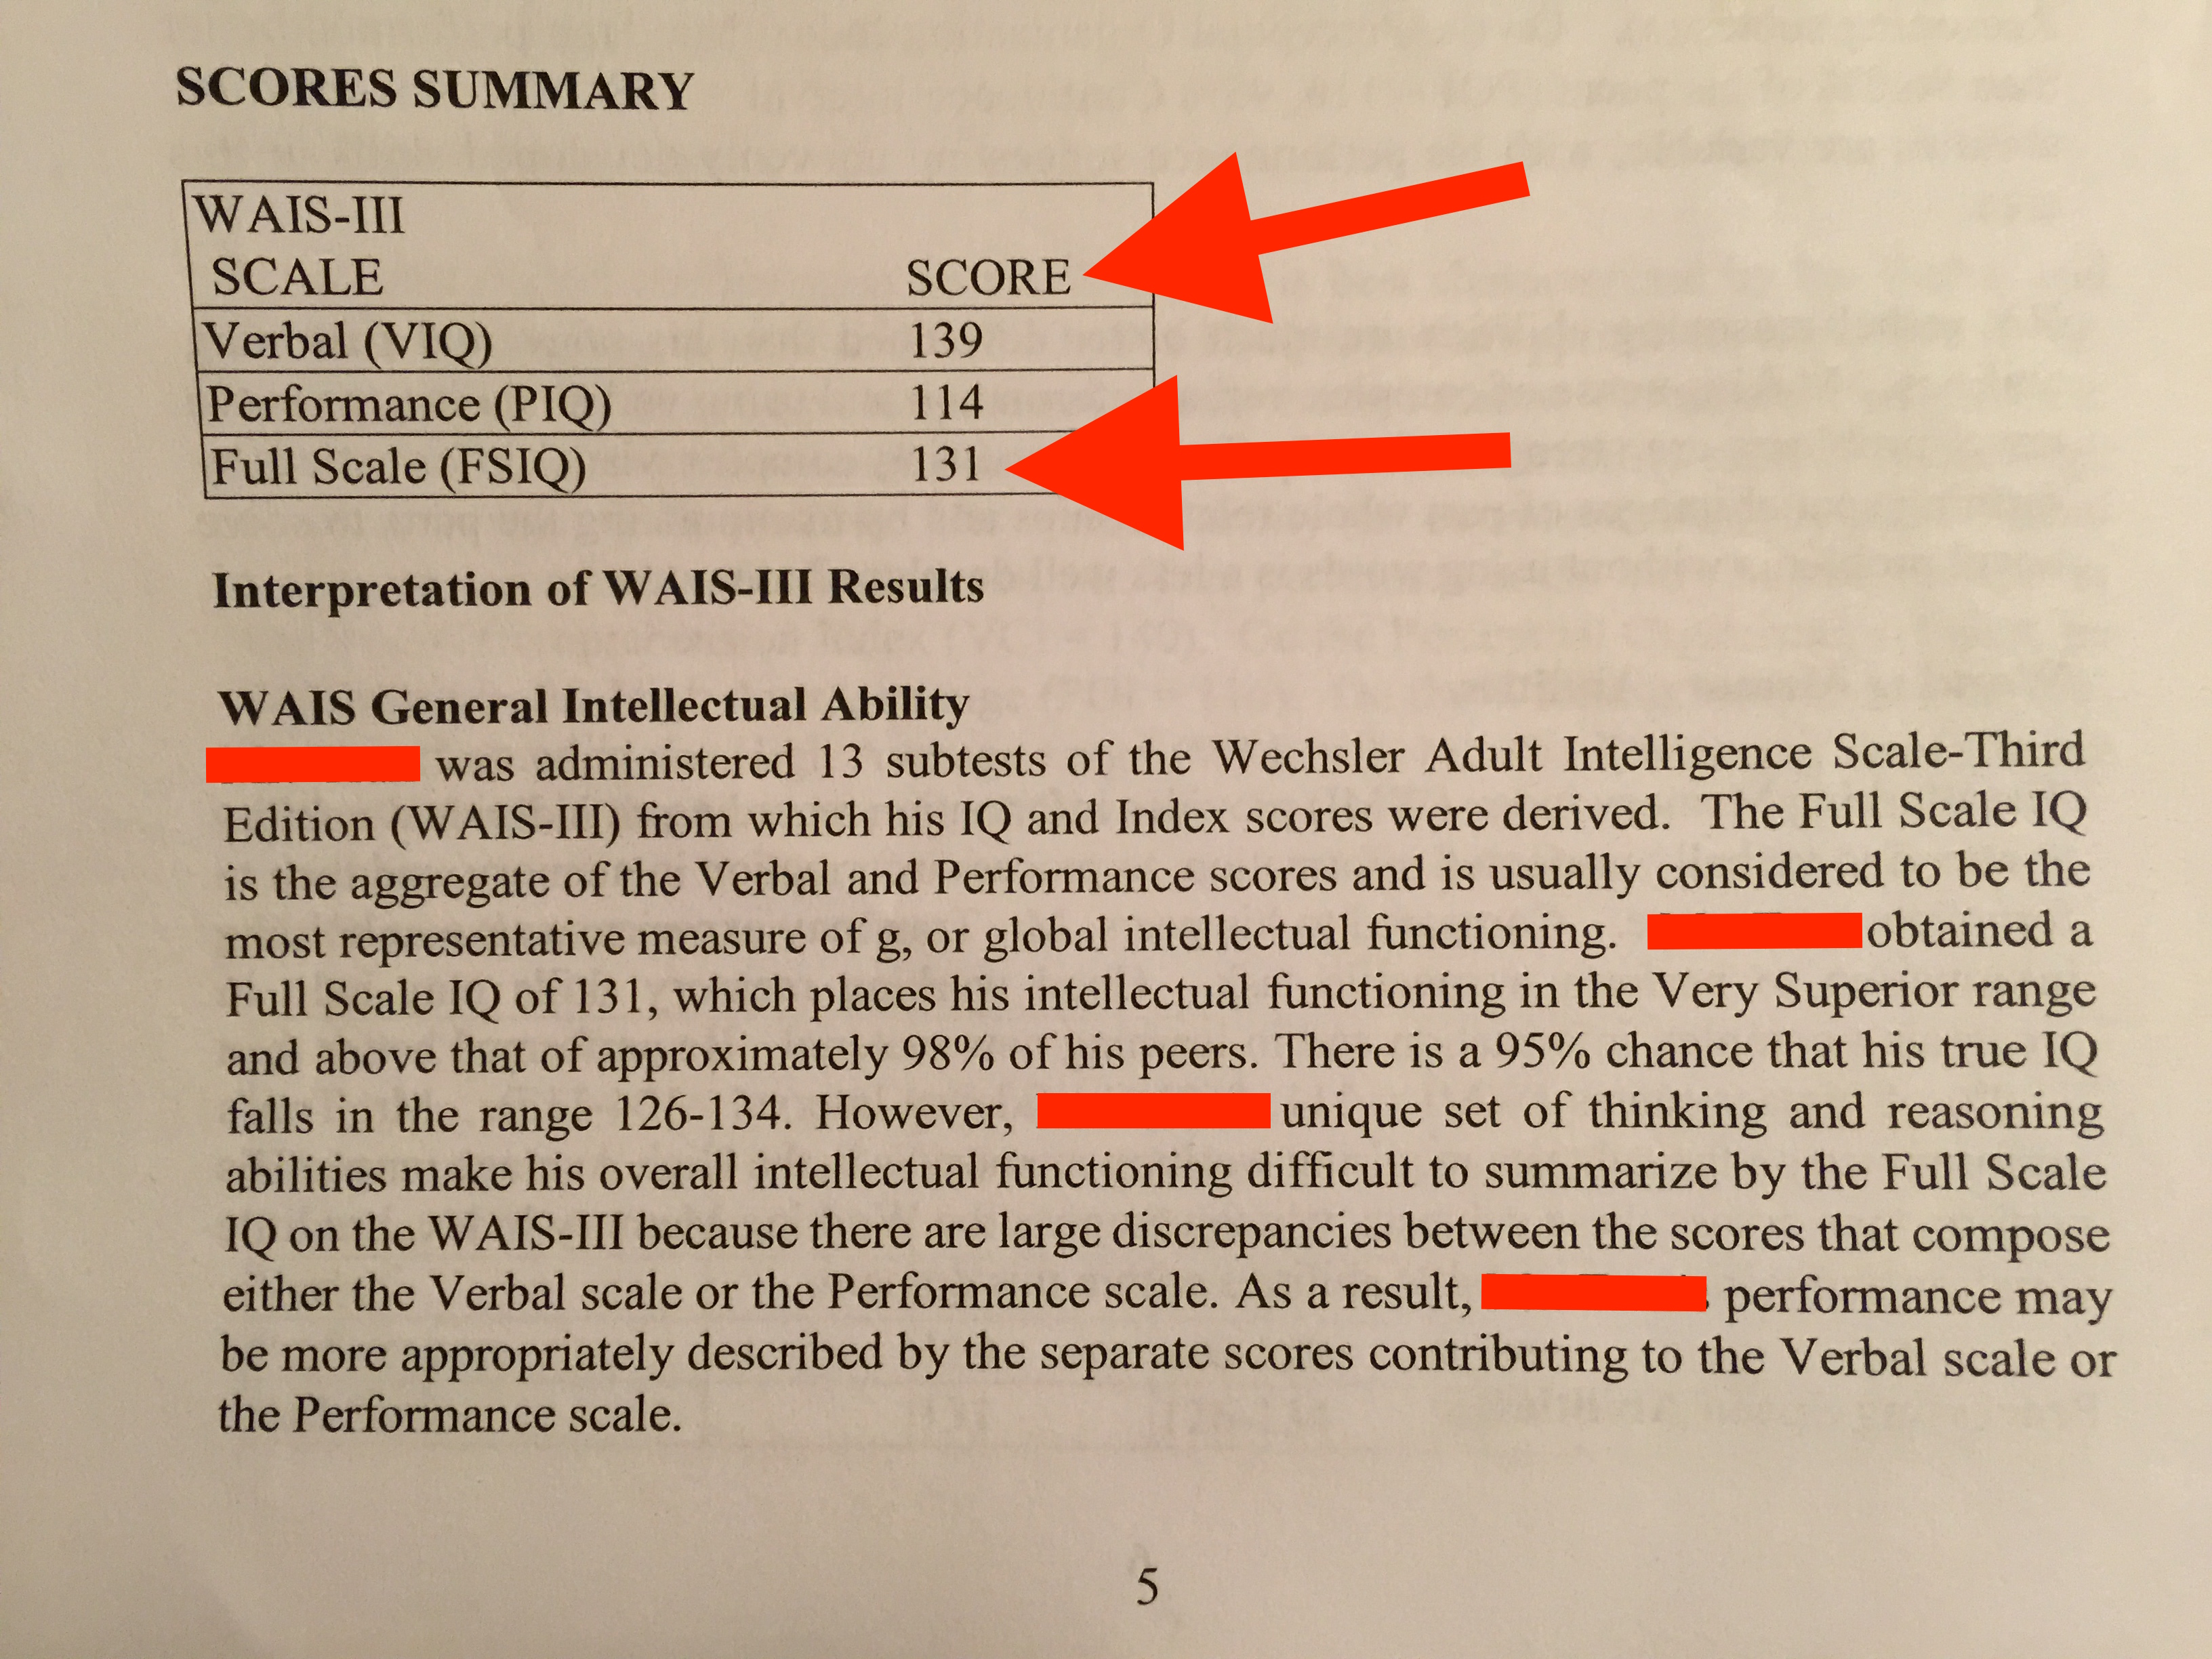 SCORES SUMMARY
WAIS-III
SCALE SCORE
Verbal (VIQ) 139
Performance (PIQ) 114
Full Scale (FSIQ) 131
Interpretation of WAIS-III Results
WAIS General Intellectual Ability
was administered 13 subtests of the Wechsler Adult Intelligence Scale-Third
Edition (WAIS-III) from which his IQ and Index scores were derived. The Full Scale IQ
is the aggregate of the Verbal and Performance scores and is usually considered to be the
most representative measure of g, or global intellectual functioning. obtained a
Full Scale IQ of 131, which places his intellectual functioning in the Very Superior range
and above that of approximately 98% of his peers. There is a 95% chance that his true IQ
falls in the range 126-134. However, unique set of thinking and reasoning
abilities make his overall intellectual functioning difficult to summarize by the Full Scale
IQ on the WAIS-III because there are large discrepancies between the scores that compose
either the Verbal scale or the Performance scale. As a result, performance may
be more appropriately described by the separate scores contributing to the Verbal scale or
the Performance scale.
5